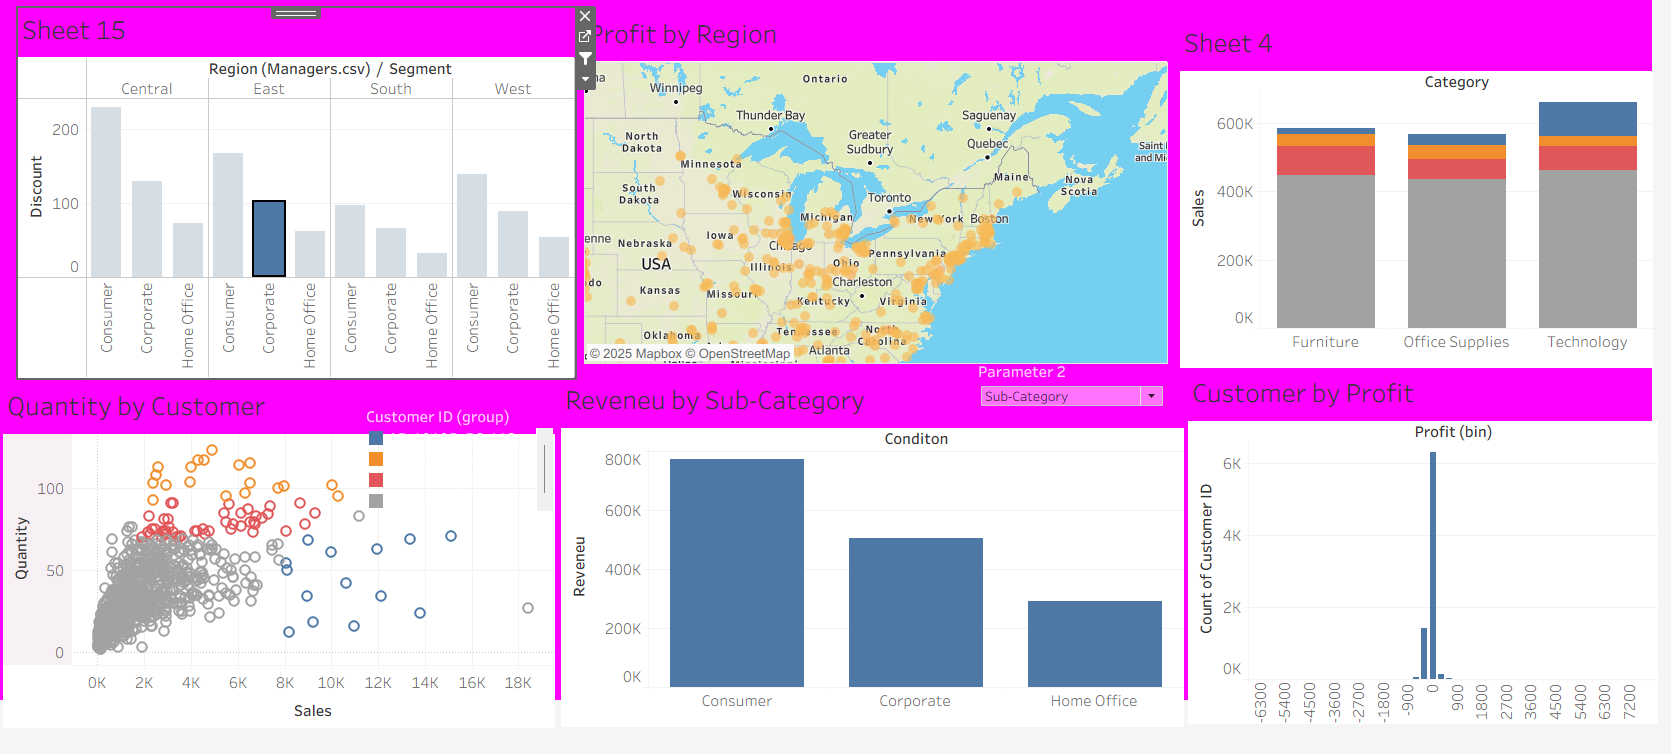 Sheet 15
Region (Managers.csv) / Segment
Central
East
South
West
Discount
200
100
0
Consumer
Corporate
Home Office
Consumer
Corporate
Home Office
Consumer
Corporate
Home Office
Consumer
Corporate
Home Office
Profit by Region
Ontario
Winnipeg
Thunder Bay
Saguenay
Greater
Sudbury
Quebec
North
Dakota
Minnesota
Maine
Nova
Scotia
South
Dakota
Wisconsin
Toronto
Michigan
New York
Boston
Iowa
Chicago
Nebraska
Pennsylvania
USA
Illinois
Ohio
Charleston
Kansas
Missouri
Kentucky
Virginia
Oklahoma
Tennessee
North
Carolina
Atlanta
© 2025 Mapbox © OpenStreetMap
Sheet 4
Category
Sales
600K
400K
200K
0K
Furniture
Office Supplies
Technology
Quantity by Customer
Customer ID (group)
Quantity
100
50
0
0K
2K
4K
6K
8K
10K
12K
14K
16K
18K
Sales
Parameter 2
Sub-Category
Reveneu by Sub-Category
Conditon
Reveneu
800K
600K
400K
200K
0K
Consumer
Corporate
Home Office
Customer by Profit
Profit (bin)
Count of Customer ID
6K
4K
2K
0K
-6300
-5400
-4500
-3600
-2700
-1800
-900
0
900
1800
2700
3600
4500
5400
6300
7200